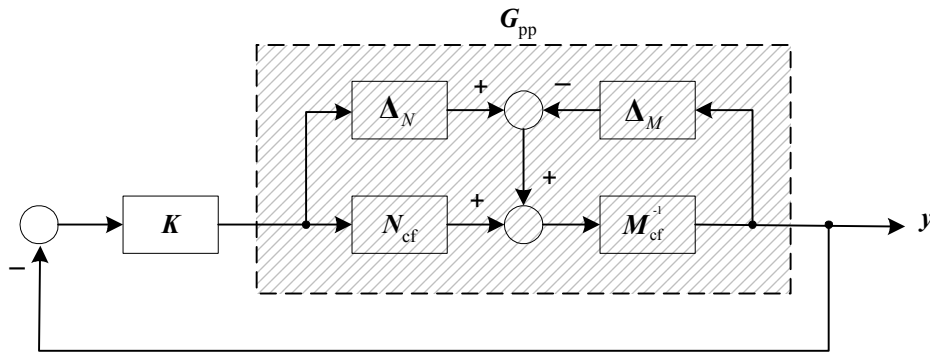 G_pp
+ −
Δ_N Δ_M
+
+
K N_cf M_cf^-1 y
−